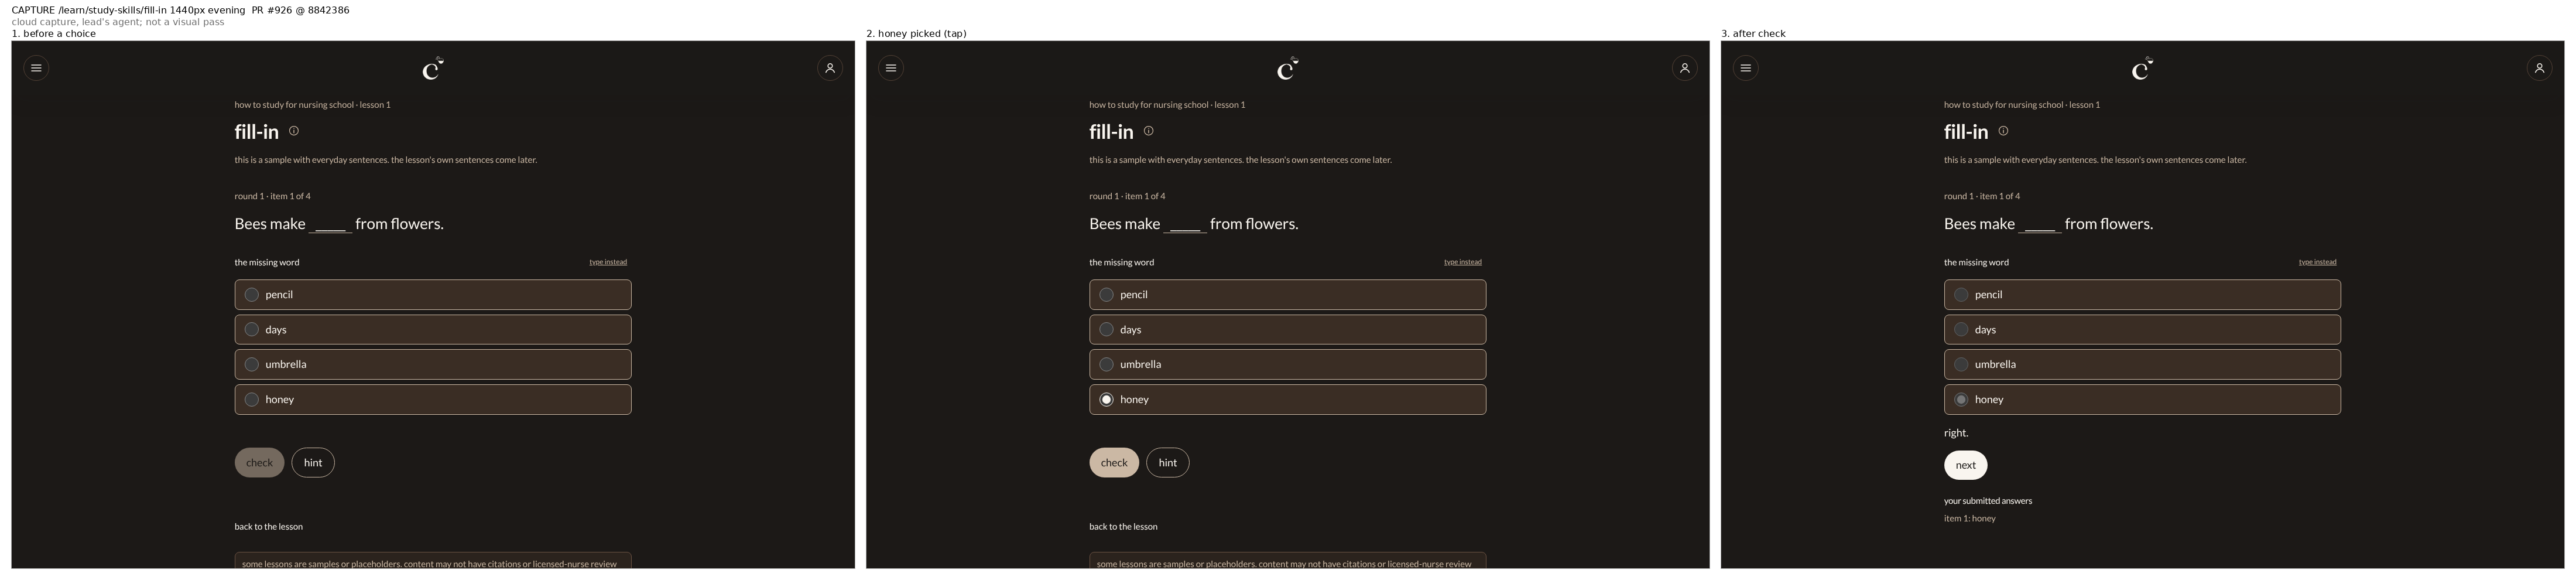 CAPTURE /learn/study-skills/fill-in 1440px evening PR #926 @ 8842386
cloud capture, lead's agent; not a visual pass
1. before a choice
how to study for nursing school · lesson 1
fill-in
this is a sample with everyday sentences. the lesson's own sentences come later.
round 1 · item 1 of 4
Bees make _____ from flowers.
the missing word
type instead
pencil
days
umbrella
honey
check
hint
back to the lesson
some lessons are samples or placeholders. content may not have citations or licensed-nurse review
2. honey picked (tap)
how to study for nursing school · lesson 1
fill-in
this is a sample with everyday sentences. the lesson's own sentences come later.
round 1 · item 1 of 4
Bees make _____ from flowers.
the missing word
type instead
pencil
days
umbrella
honey
check
hint
back to the lesson
some lessons are samples or placeholders. content may not have citations or licensed-nurse review
3. after check
how to study for nursing school · lesson 1
fill-in
this is a sample with everyday sentences. the lesson's own sentences come later.
round 1 · item 1 of 4
Bees make _____ from flowers.
the missing word
type instead
pencil
days
umbrella
honey
right.
next
your submitted answers
item 1: honey